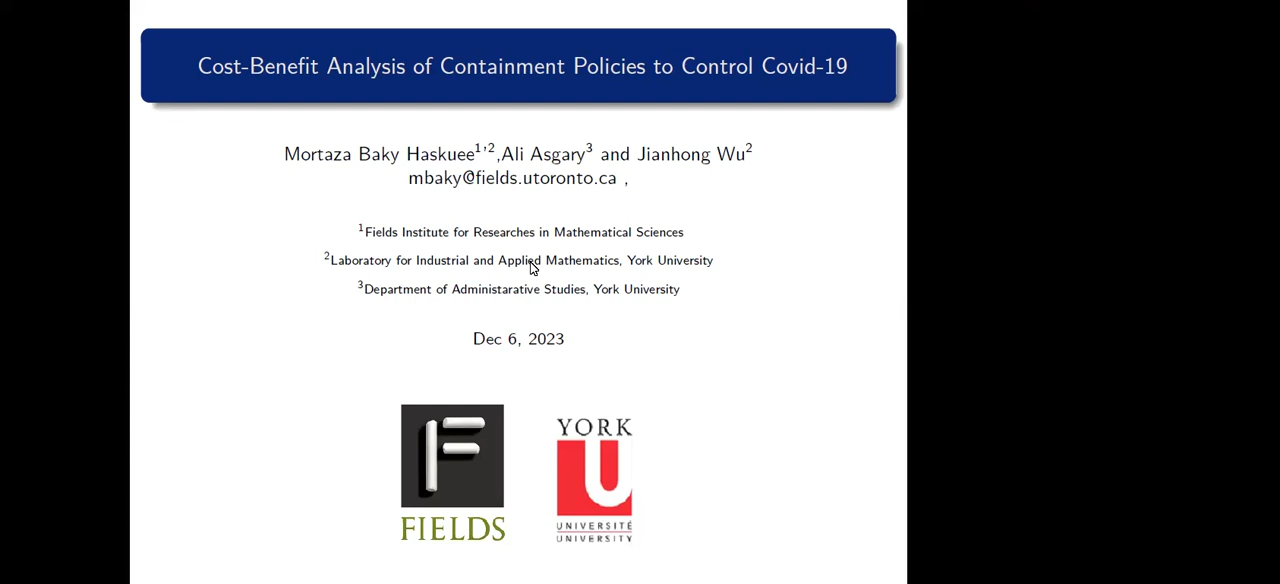 Cost-Benefit Analysis of Containment Policies to Control Covid-19
Mortaza Baky Haskuee1,2,Ali Asgary3 and Jianhong Wu2
mbaky@fields.utoronto.ca ,
1Fields Institute for Researches in Mathematical Sciences
2Laboratory for Industrial and Applied Mathematics, York University
3Department of Administarative Studies, York University
Dec 6, 2023
FIELDS
YORK
U
UNIVERSITÉ
UNIVERSITY